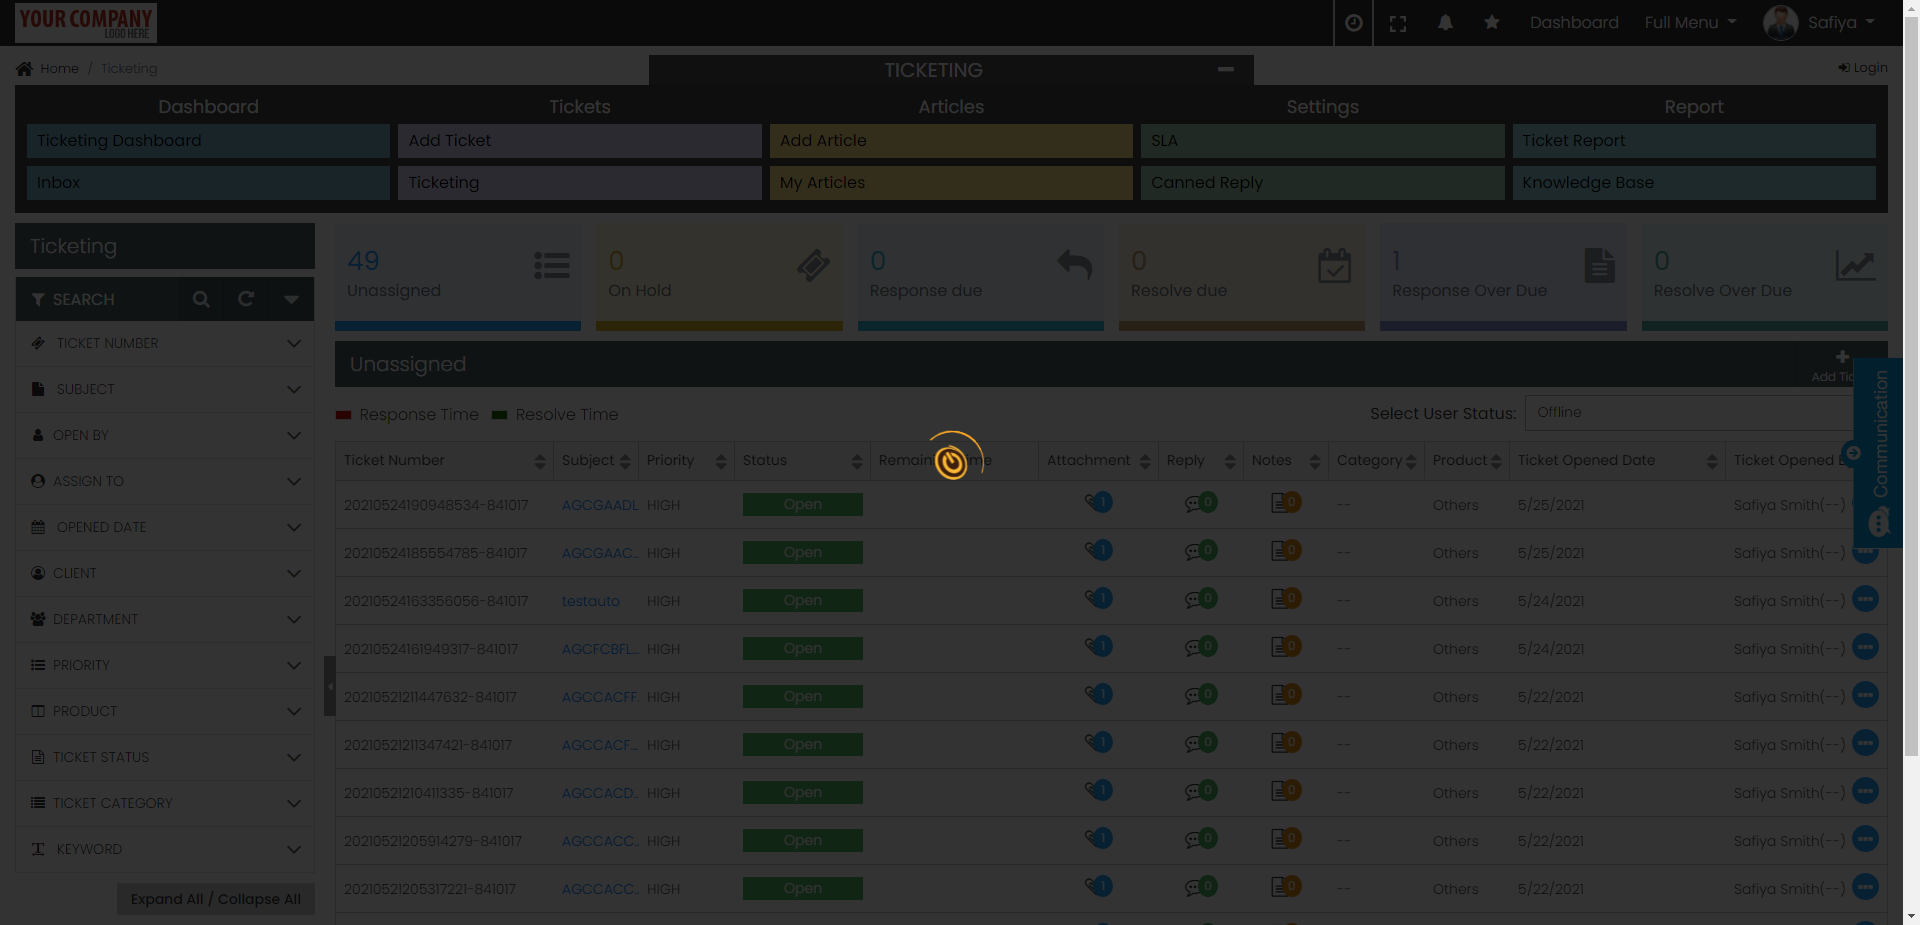 YOUR COMPANY
LOGO HERE
Dashboard Full Menu Safiya
Home / Ticketing
TICKETING
Login
Dashboard Tickets Articles Settings Report
Ticketing Dashboard Add Ticket Add Article SLA Ticket Report
Inbox Ticketing My Articles Canned Reply Knowledge Base
Ticketing
49 0 0 0 1 0
Unassigned On Hold Response due Resolve due Response Over Due Resolve Over Due
SEARCH
TICKET NUMBER
SUBJECT
OPEN BY
ASSIGN TO
OPENED DATE
CLIENT
DEPARTMENT
PRIORITY
PRODUCT
TICKET STATUS
TICKET CATEGORY
KEYWORD
Expand All / Collapse All
Unassigned
Add
Response Time Resolve Time Select User Status: Offline
Communication
Ticket Number Subject Priority Status Attachment Reply Notes Category Product Ticket Opened Date Ticket Opened
20210524190948534-841017 AGCGAADL HIGH Open 1 0 0 -- Others 5/25/2021 Safiya Smith(--)
20210524185554785-841017 AGCGAAC... HIGH Open 1 0 0 -- Others 5/25/2021 Safiya Smith(--)
20210524163356056-841017 testauto HIGH Open 1 0 0 -- Others 5/24/2021 Safiya Smith(--)
20210524161949317-841017 AGCFCBFL... HIGH Open 1 0 0 -- Others 5/24/2021 Safiya Smith(--)
20210521211447632-841017 AGCCACFF. HIGH Open 1 0 0 -- Others 5/22/2021 Safiya Smith(--)
20210521211347421-841017 AGCCACF... HIGH Open 1 0 0 -- Others 5/22/2021 Safiya Smith(--)
20210521210411335-841017 AGCCACD... HIGH Open 1 0 0 -- Others 5/22/2021 Safiya Smith(--)
20210521205914279-841017 AGCCACC.. HIGH Open 1 0 0 -- Others 5/22/2021 Safiya Smith(--)
20210521205317221-841017 AGCCACC.. HIGH Open 1 0 0 -- Others 5/22/2021 Safiya Smith(--)